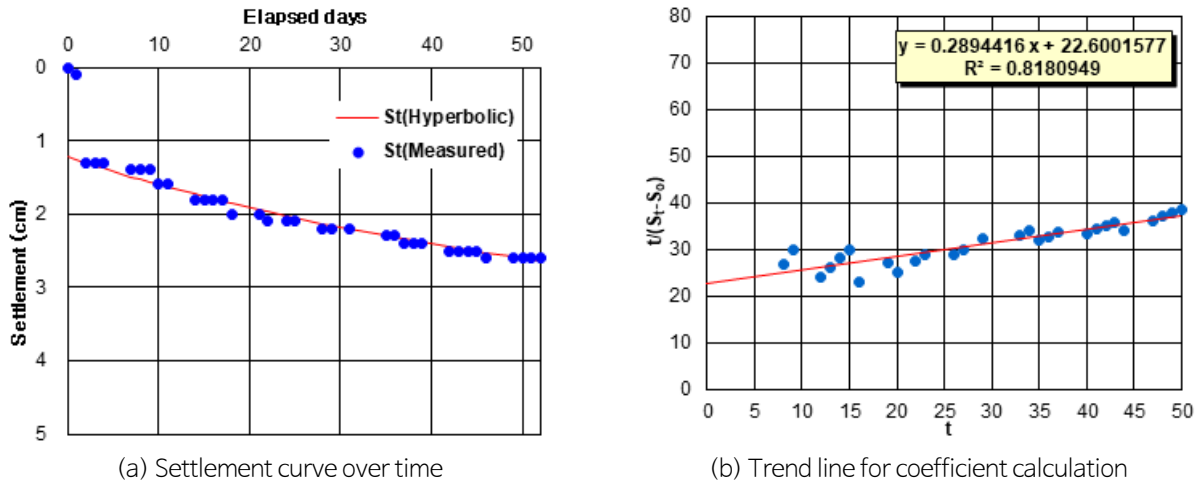 Elapsed days
0 10 20 30 40 50
0
1
2
3
4
5
Settlement (cm)
St(Hyperbolic)
St(Measured)
(a) Settlement curve over time
80
70
60
50
40
30
20
10
0
t/(Sₜ-S₀)
y = 0.2894416 x + 22.6001577
R² = 0.8180949
0 5 10 15 20 25 30 35 40 45 50
t
(b) Trend line for coefficient calculation